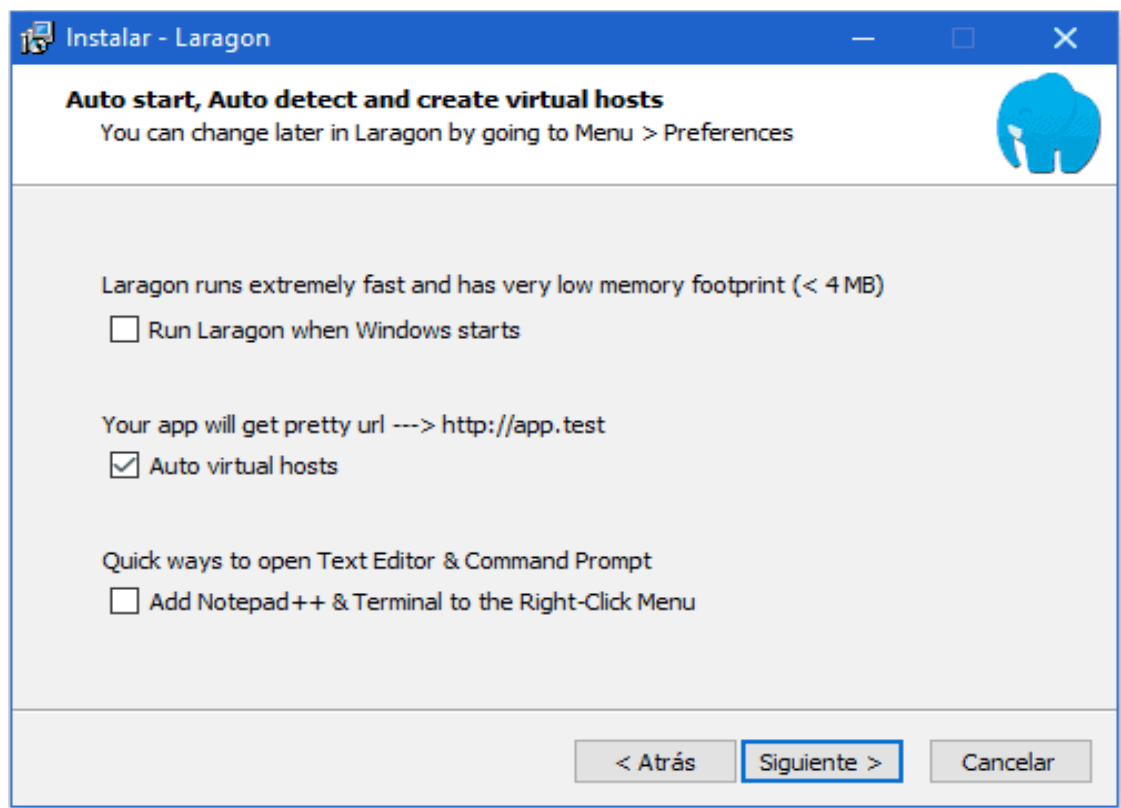 Instalar - Laragon
Auto start, Auto detect and create virtual hosts
You can change later in Laragon by going to Menu > Preferences
Laragon runs extremely fast and has very low memory footprint (< 4 MB)
Run Laragon when Windows starts
Your app will get pretty url ---> http://app.test
Auto virtual hosts
Quick ways to open Text Editor & Command Prompt
Add Notepad++ & Terminal to the Right-Click Menu
< Atrás Siguiente > Cancelar